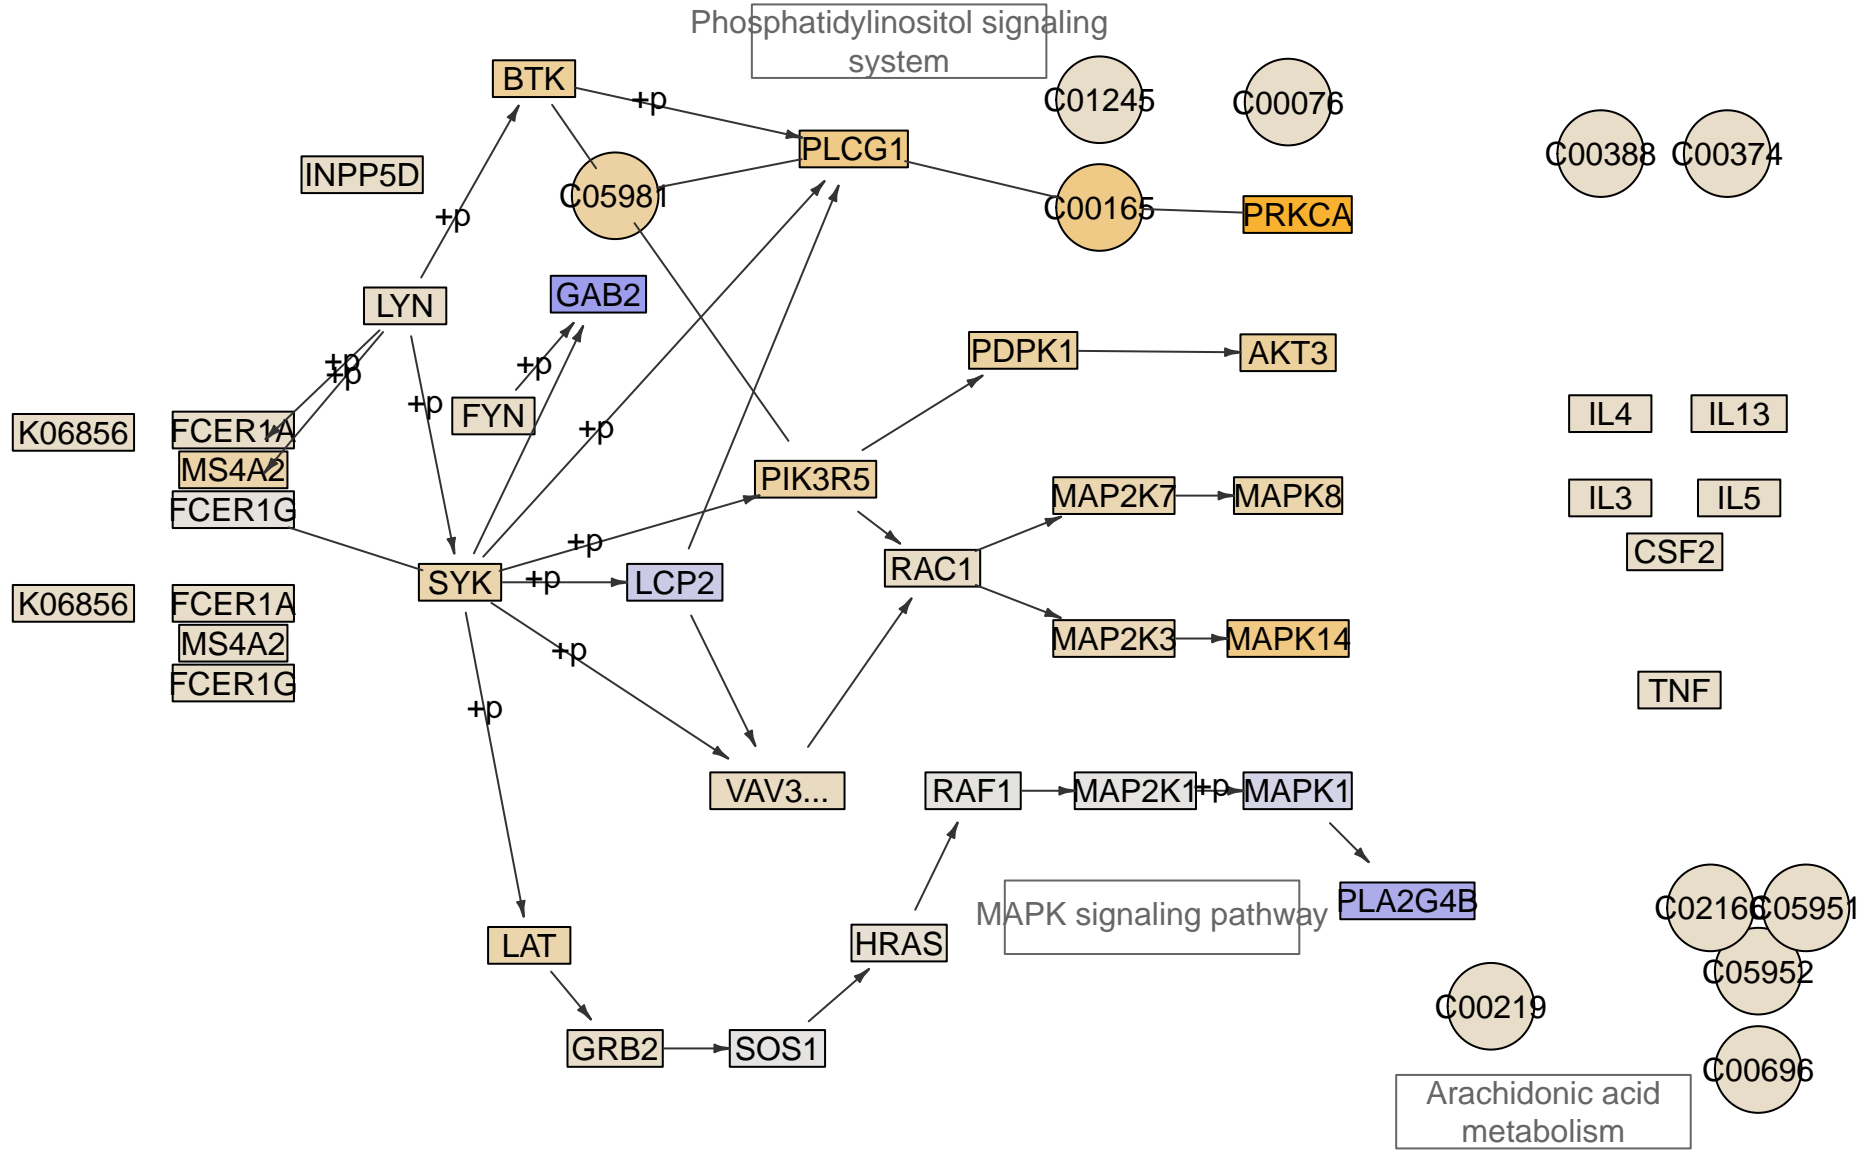 Phosphatidylinositol signaling
system
BTK
+p
C01245
C00076
PLCG1
C00388
C00374
INPP5D
C05981
+p
C00165
PRKCA
LYN
GAB2
+p
+p
+p
PDPK1
AKT3
+p
FYN
+p
K06856
FCER1A
MS4A2
FCER1G
IL4
IL13
PIK3R5
MAP2K7
MAPK8
IL3
IL5
+p
CSF2
SYK
+p
LCP2
RAC1
K06856
FCER1A
MS4A2
FCER1G
+p
MAP2K3
MAPK14
TNF
+p
VAV3...
RAF1
MAP2K1
+p
MAPK1
MAPK signaling pathway
PLA2G4B
C02166
C05951
C05952
LAT
HRAS
C00219
GRB2
SOS1
C00696
Arachidonic acid
metabolism